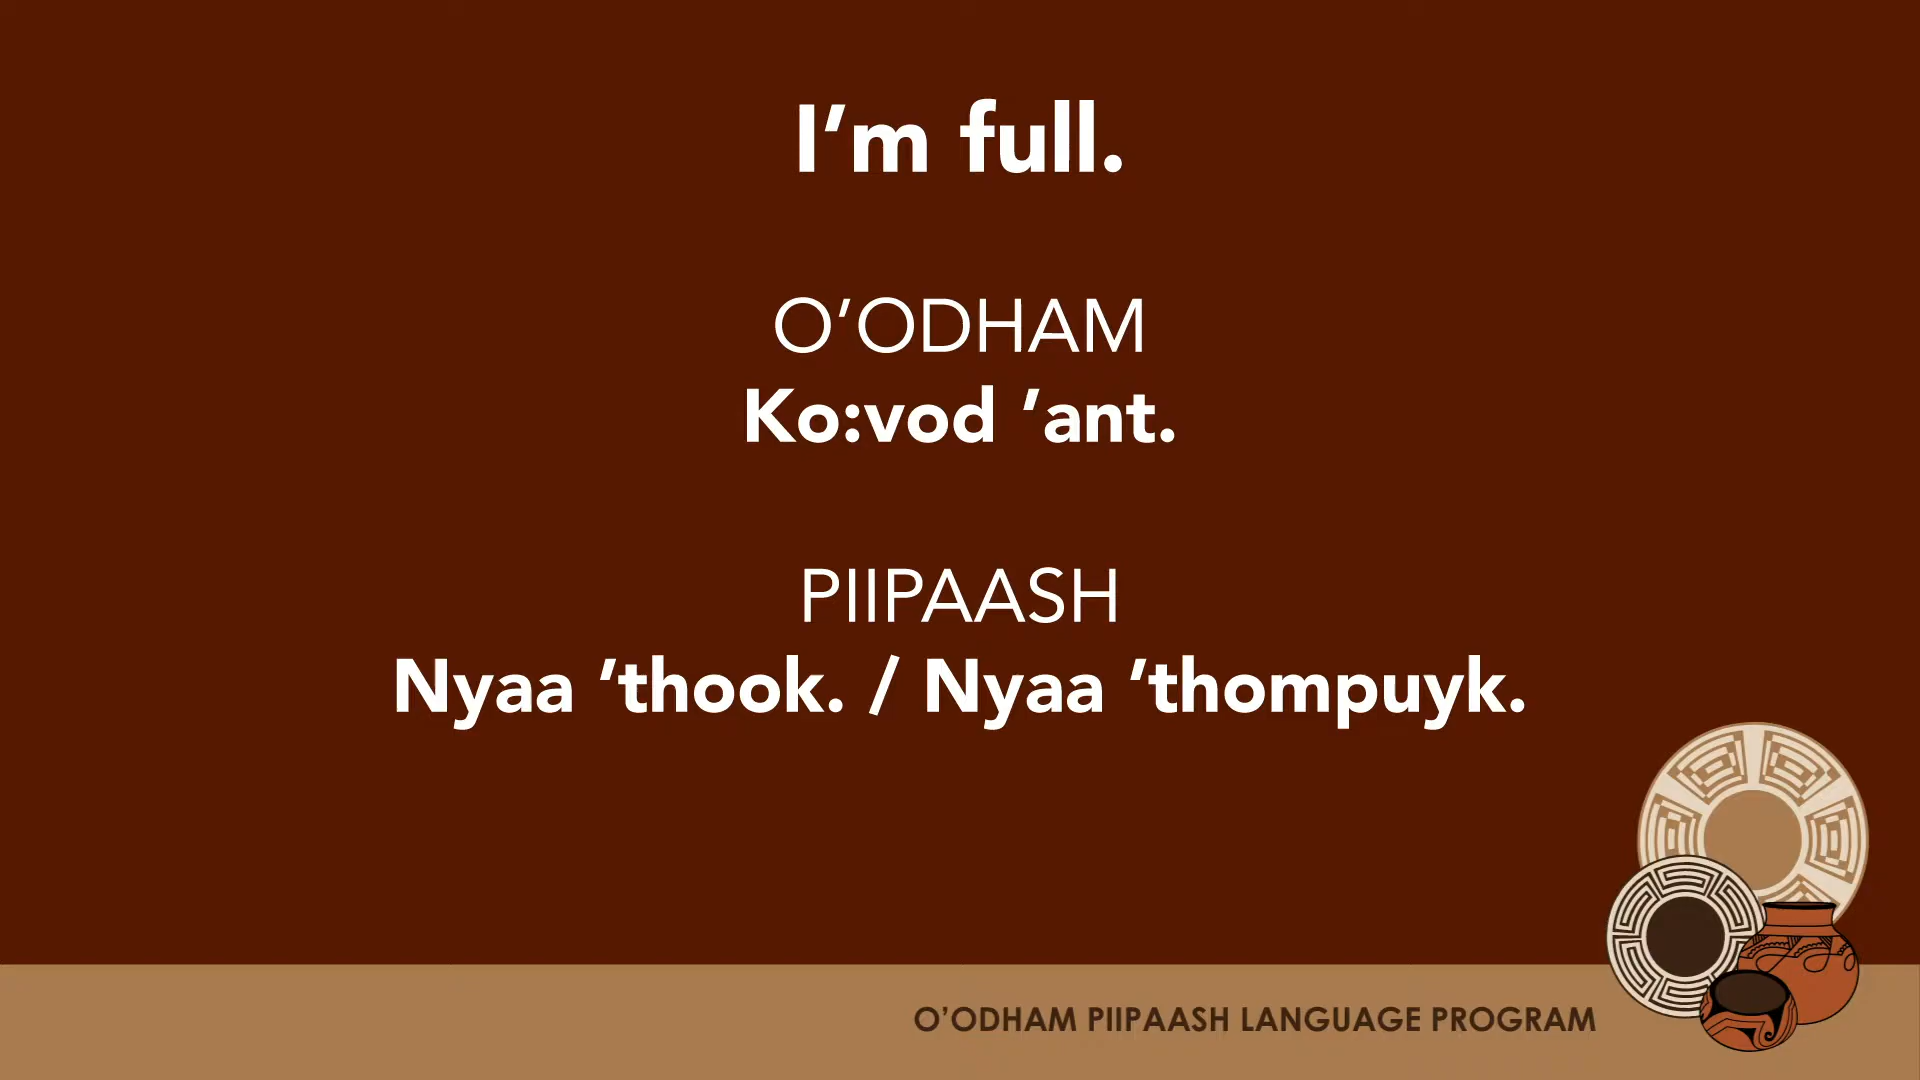 I’m full.
O’ODHAM
Ko:vod ’ant.
PIIPAASH
Nyaa ’thook. / Nyaa ’thompuyk.
O’ODHAM PIIPAASH LANGUAGE PROGRAM